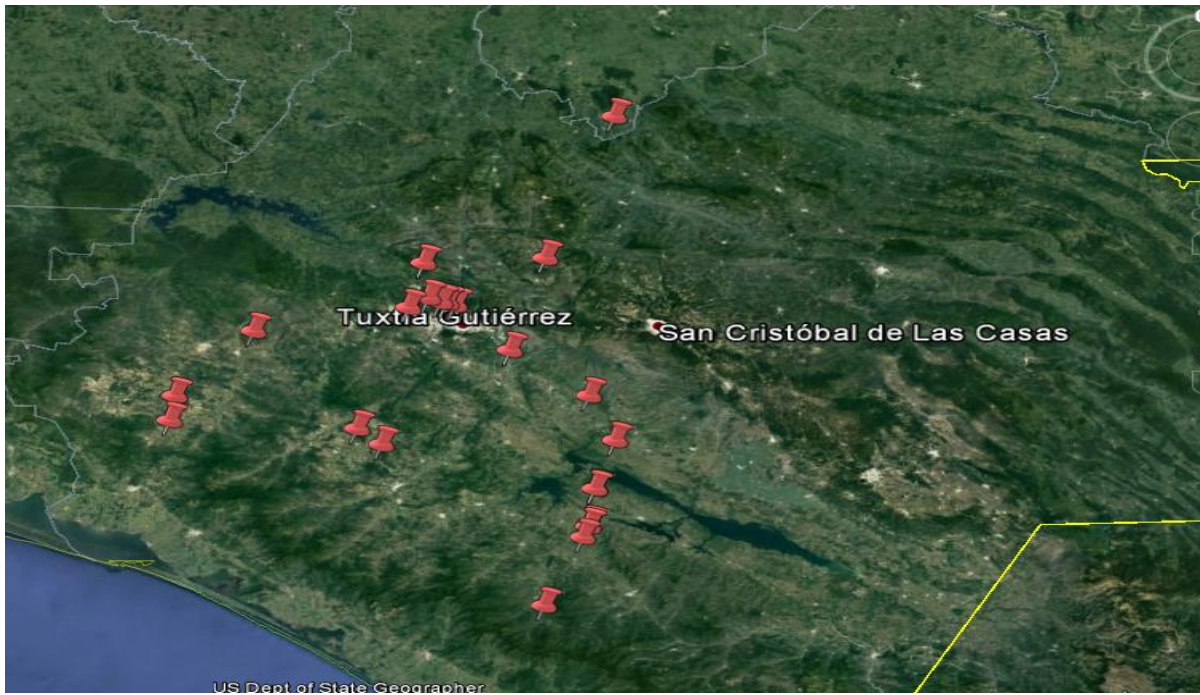 Tuxtla Gutiérrez
San Cristóbal de Las Casas
US Dept of State Geographer